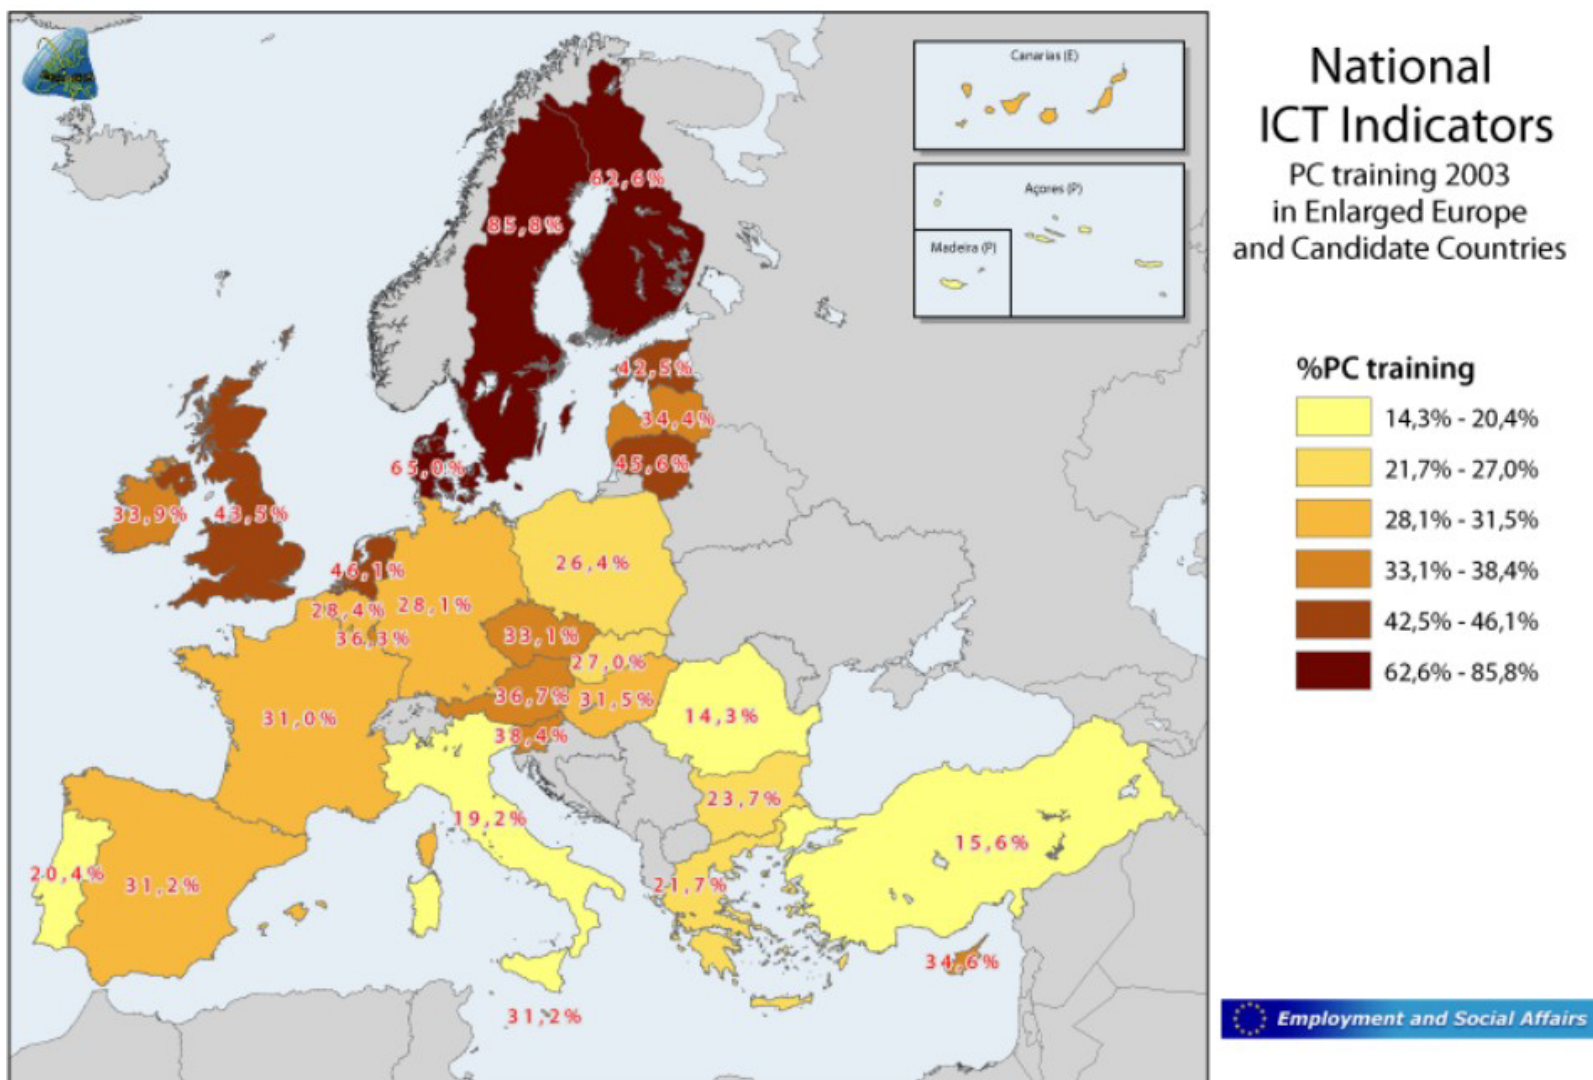 National
ICT Indicators
PC training 2003
in Enlarged Europe
and Candidate Countries
Canarias (E)
Açores (P)
Madeira (P)
%PC training
14,3% - 20,4%
21,7% - 27,0%
28,1% - 31,5%
33,1% - 38,4%
42,5% - 46,1%
62,6% - 85,8%
62,6%
85,8%
42,5%
34,4%
65,0%
45,6%
33,9%
43,5%
46,1%
26,4%
28,4%
28,1%
36,3%
33,1%
27,0%
36,7%
31,5%
31,0%
14,3%
38,4%
23,7%
19,2%
15,6%
20,4%
31,2%
21,7%
34,6%
31,2%
Employment and Social Affairs